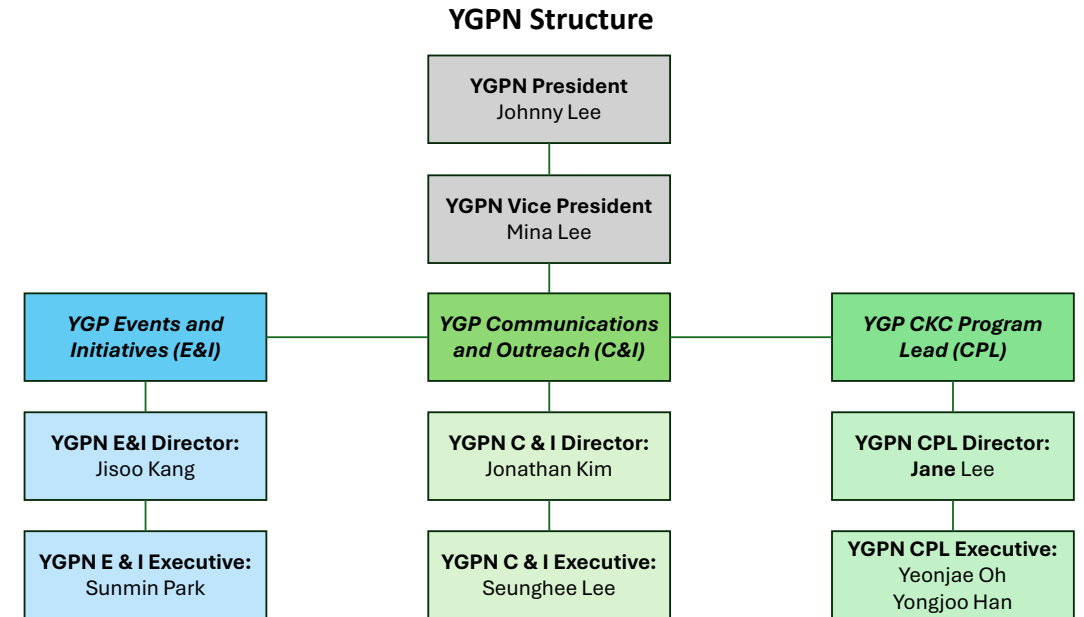 YGPN Structure
YGPN President
Johnny Lee
YGPN Vice President
Mina Lee
YGP Events and
Initiatives (E&I)
YGP Communications
and Outreach (C&I)
YGP CKC Program
Lead (CPL)
YGPN E&I Director:
Jisoo Kang
YGPN C & I Director:
Jonathan Kim
YGPN CPL Director:
Jane Lee
YGPN E & I Executive:
Sunmin Park
YGPN C & I Executive:
Seunghee Lee
YGPN CPL Executive:
Yeonjae Oh
Yongjoo Han